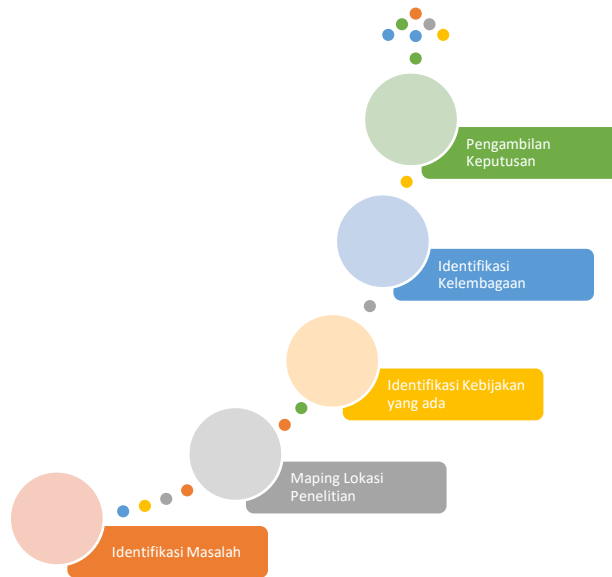 Pengambilan
Keputusan
Identifikasi
Kelembagaan
Identifikasi Kebijakan
yang ada
Maping Lokasi
Penelitian
Identifikasi Masalah